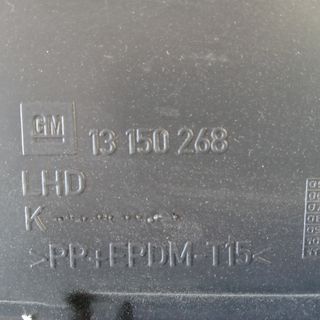 GM 13 150 268
LHD
K
>PP+EPDM-T15<